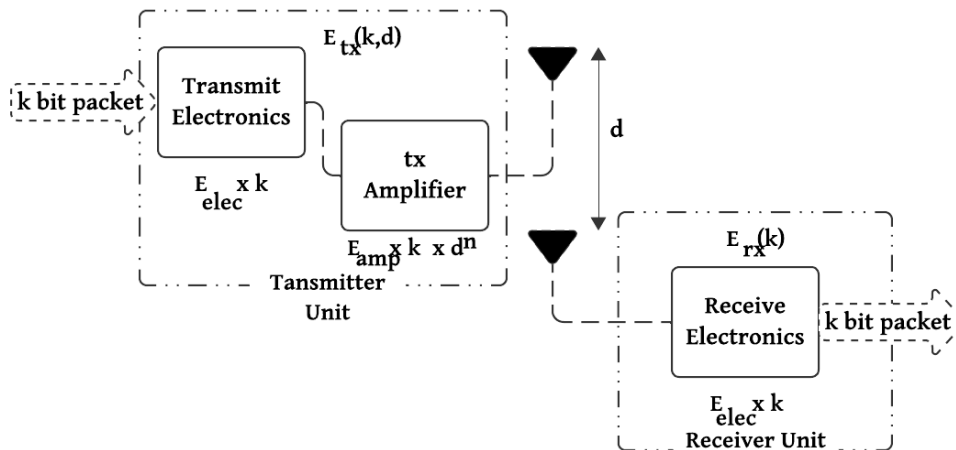 E tx(k,d)
k bit packet
Transmit
Electronics
E elec x k
tx
Amplifier
E amp x k x dⁿ
Tansmitter
Unit
d
E rx(k)
Receive
Electronics
k bit packet
E elec x k
Receiver Unit